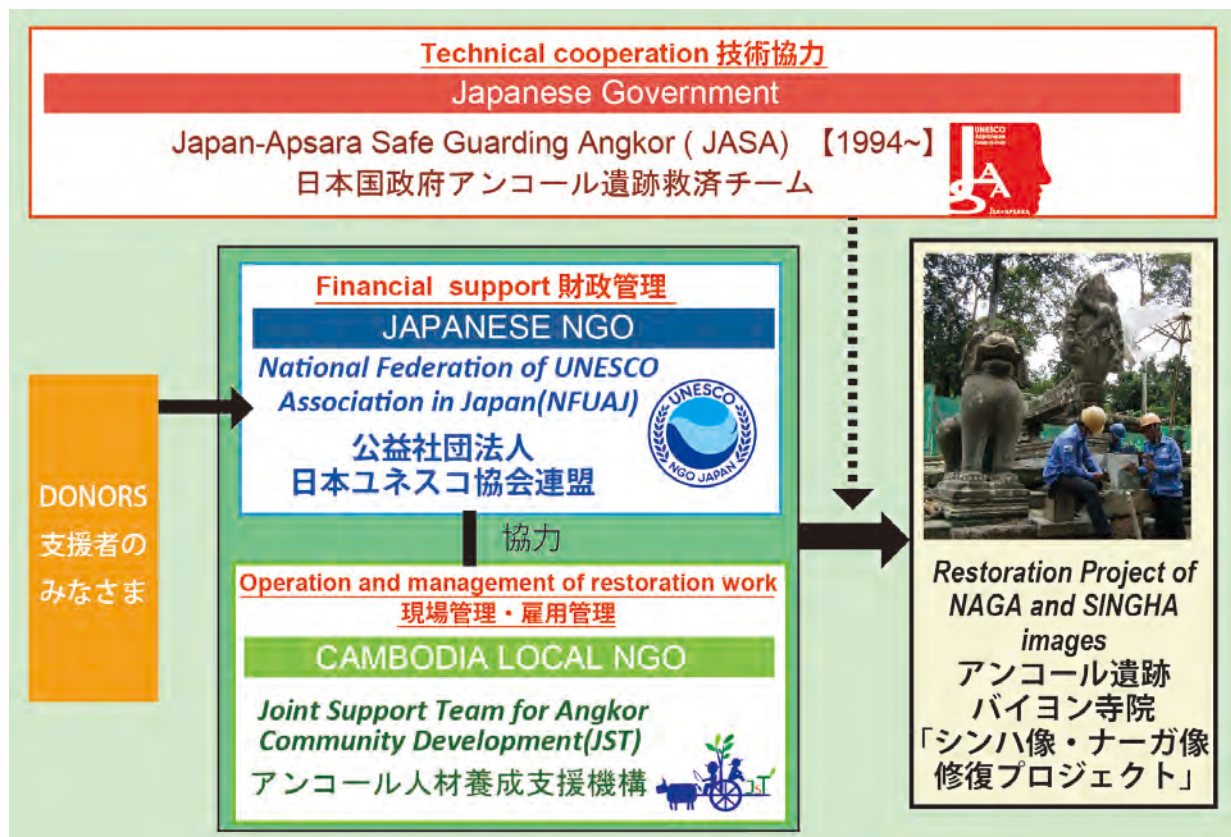 Technical cooperation 技術協力
Japanese Government
Japan-Apsara Safe Guarding Angkor ( JASA) 【1994~】
日本国政府アンコール遺跡救済チーム
UNESCO
JSA
A
JSA+APSARA
Financial support 財政管理
JAPANESE NGO
National Federation of UNESCO
Association in Japan(NFUAJ)
公益社団法人
日本ユネスコ協会連盟
UNESCO
NGO JAPAN
DONORS
支援者の
みなさま
協力
Operation and management of restoration work
現場管理・雇用管理
CAMBODIA LOCAL NGO
Joint Support Team for Angkor
Community Development(JST)
アンコール人材養成支援機構
JST
Restoration Project of
NAGA and SINGHA
images
アンコール遺跡
バイヨン寺院
「シンハ像・ナーガ像
修復プロジェクト」